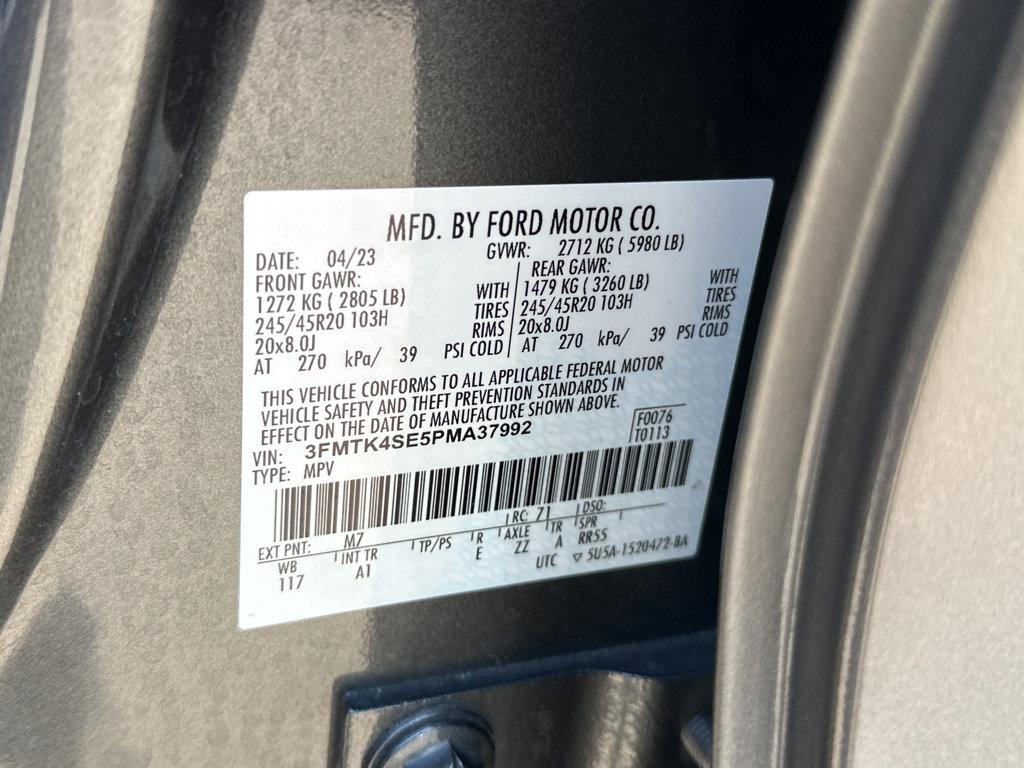 MFD. BY FORD MOTOR CO.
DATE: 04/23 GVWR: 2712 KG ( 5980 LB)
FRONT GAWR: REAR GAWR:
1272 KG ( 2805 LB) WITH 1479 KG ( 3260 LB) WITH
245/45R20 103H TIRES 245/45R20 103H TIRES
20x8.0J RIMS 20x8.0J RIMS
AT 270 kPa/ 39 PSI COLD AT 270 kPa/ 39 PSI COLD
THIS VEHICLE CONFORMS TO ALL APPLICABLE FEDERAL MOTOR
VEHICLE SAFETY AND THEFT PREVENTION STANDARDS IN
EFFECT ON THE DATE OF MANUFACTURE SHOWN ABOVE.
VIN: 3FMTK4SE5PMA37992 F0076
TYPE: MPV T0113
RC: 71 DSO:
EXT PNT: M7
WB INT TR TP/PS R AXLE TR SPR
117 A1 E ZZ A RR55
UTC 5U5A-1520472-BA